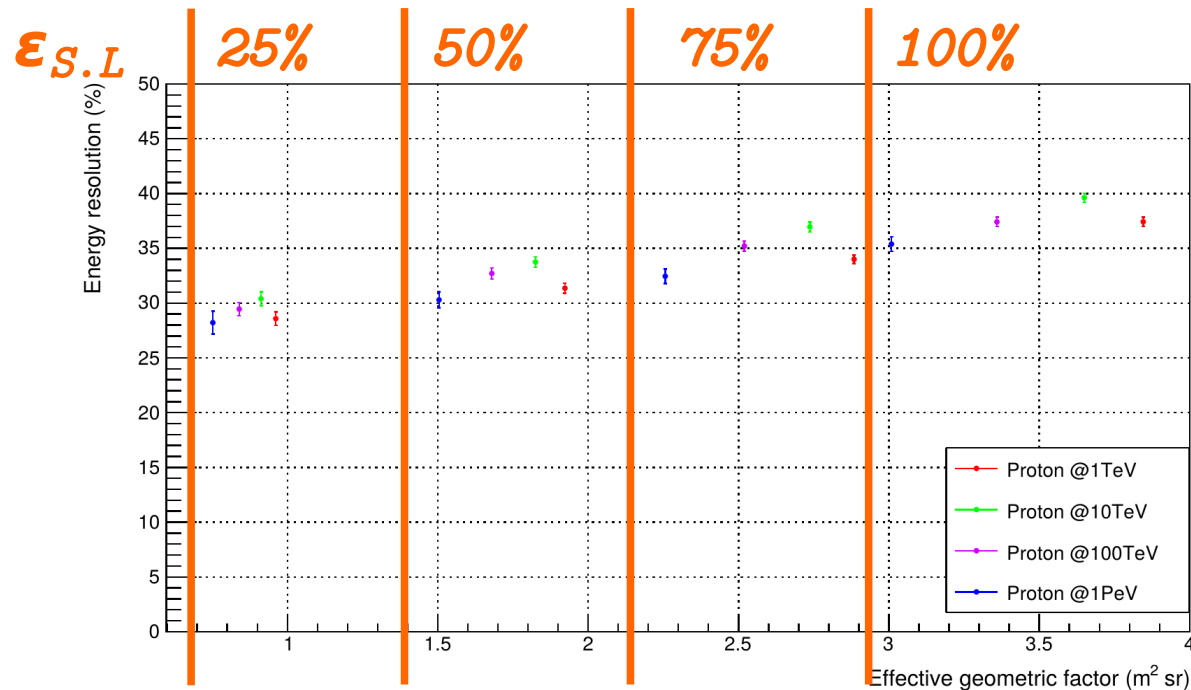 ε_S.L 25% 50% 75% 100%
Energy resolution (%)
50
45
40
35
30
25
20
15
10
5
0
1 1.5 2 2.5 3 3.5 4
Effective geometric factor (m² sr)
Proton @1TeV
Proton @10TeV
Proton @100TeV
Proton @1PeV